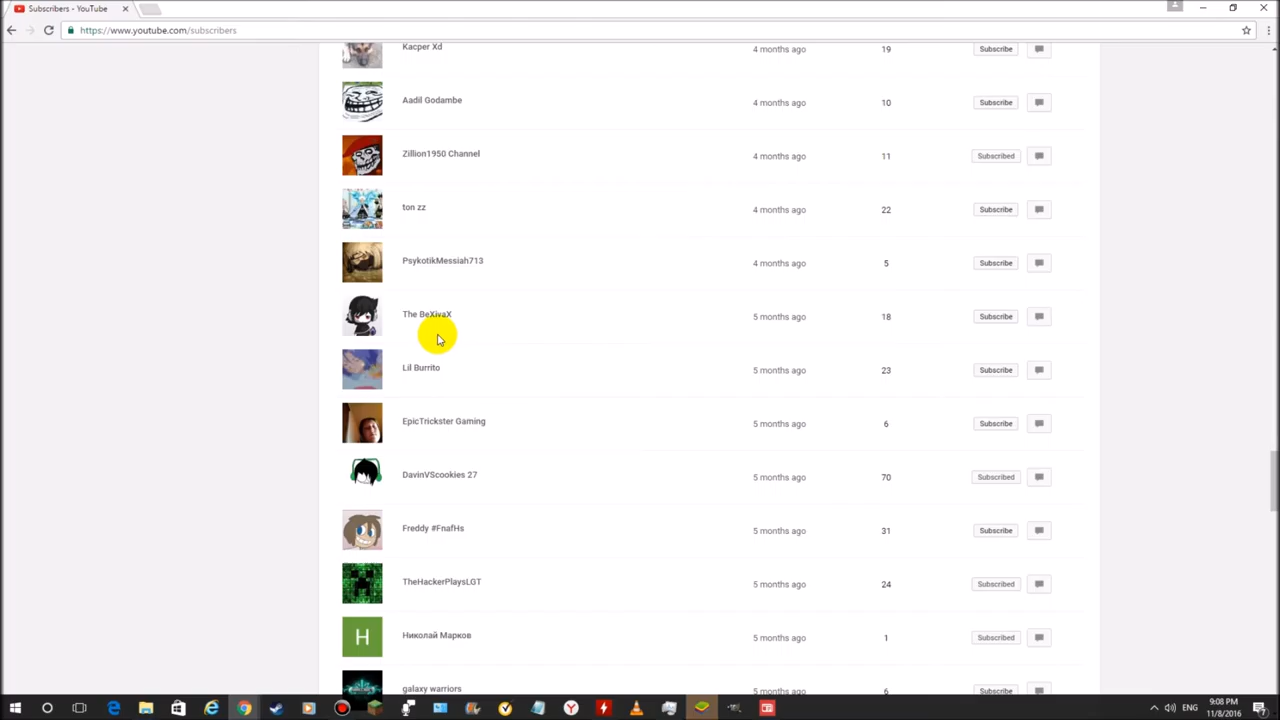 Subscribers - YouTube
https://www.youtube.com/subscribers
Kacper Xd 4 months ago 19 Subscribe
Aadil Godambe 4 months ago 10 Subscribe
Zillion1950 Channel 4 months ago 11 Subscribed
ton zz 4 months ago 22 Subscribe
PsykotikMessiah713 4 months ago 5 Subscribe
The BeXivaX 5 months ago 18 Subscribe
Lil Burrito 5 months ago 23 Subscribe
EpicTrickster Gaming 5 months ago 6 Subscribe
DavinVScookies 27 5 months ago 70 Subscribed
Freddy #FnafHs 5 months ago 31 Subscribe
TheHackerPlaysLGT 5 months ago 24 Subscribed
H
Николай Марков 5 months ago 1 Subscribed
galaxy warriors 5 months ago 6 Subscribe
ENG
9:08 PM
11/8/2016